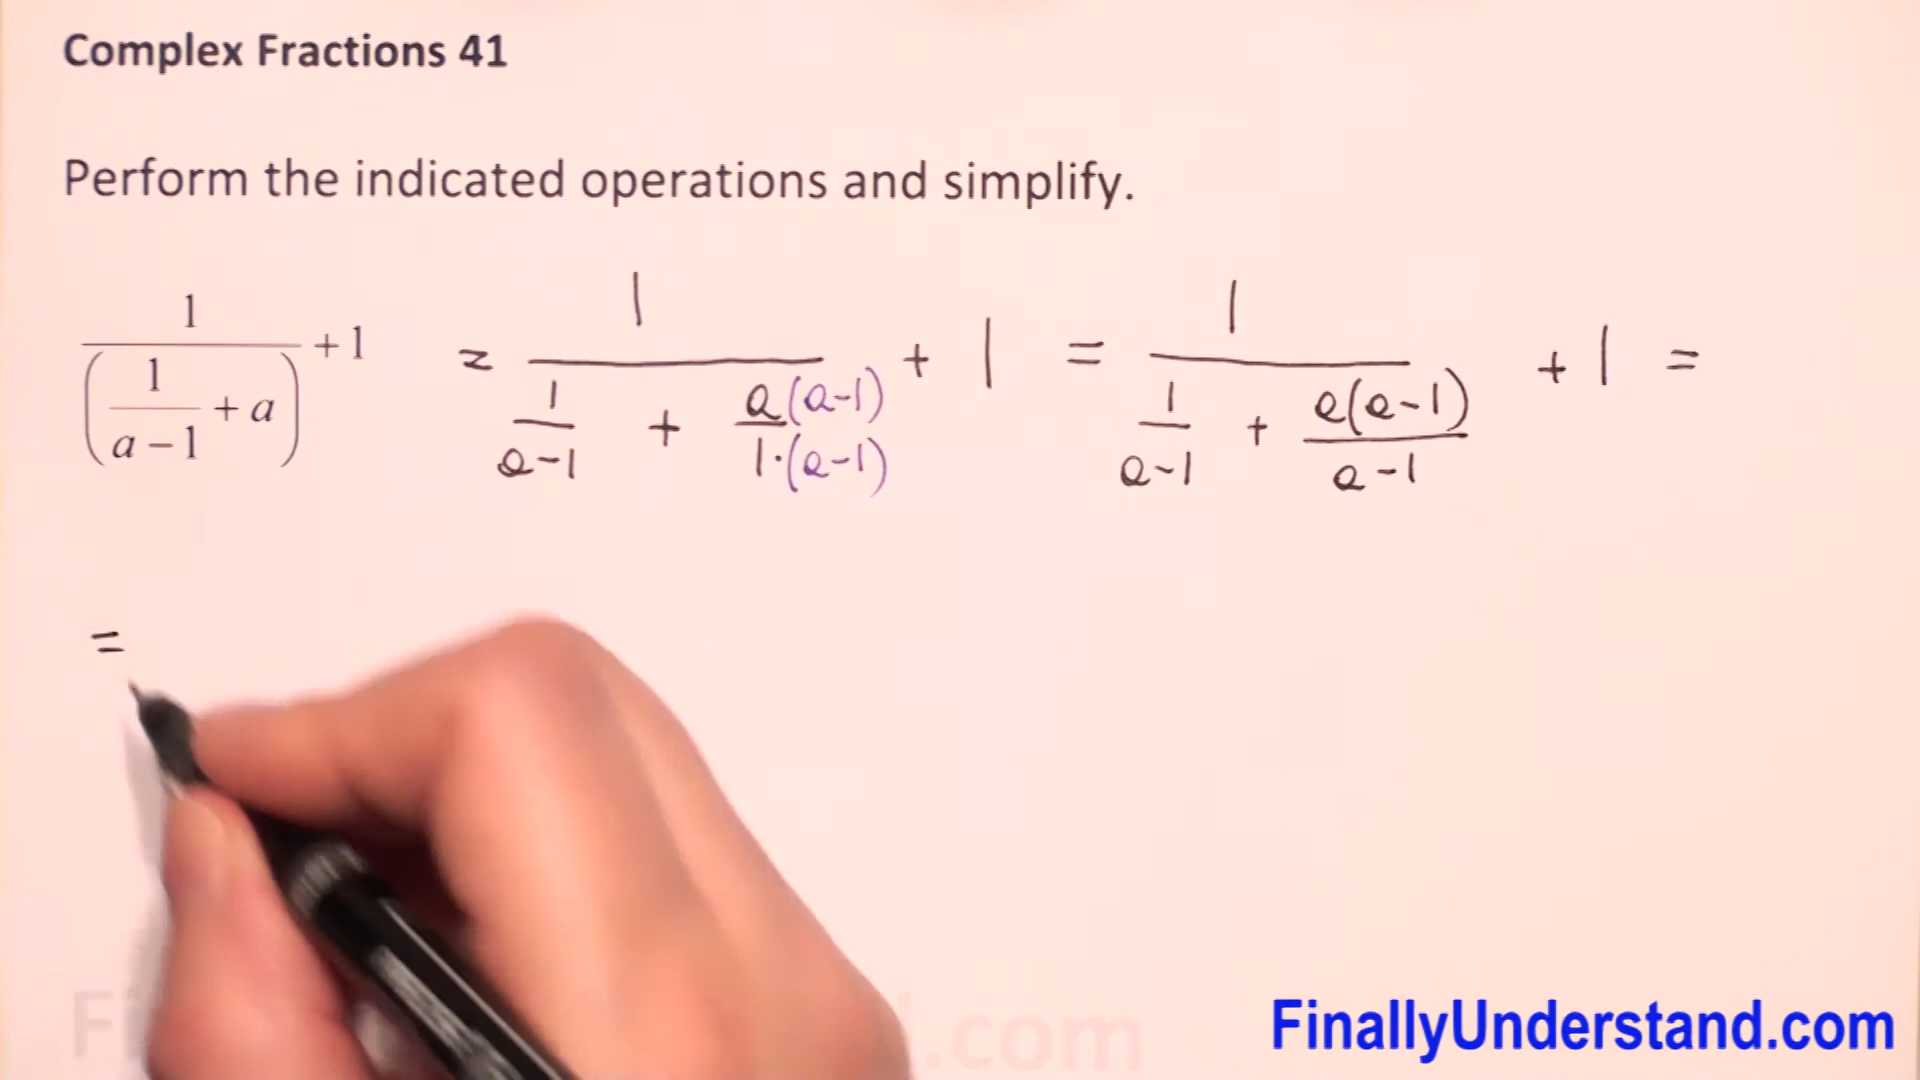 Complex Fractions 41
Perform the indicated operations and simplify.
1/(1/(a-1) + a) + 1 = 1/(1/(a-1) + a(a-1)/1·(a-1)) + 1 = 1/(1/(a-1) + a(a-1)/(a-1)) + 1 =
=
.com
FinallyUnderstand.com